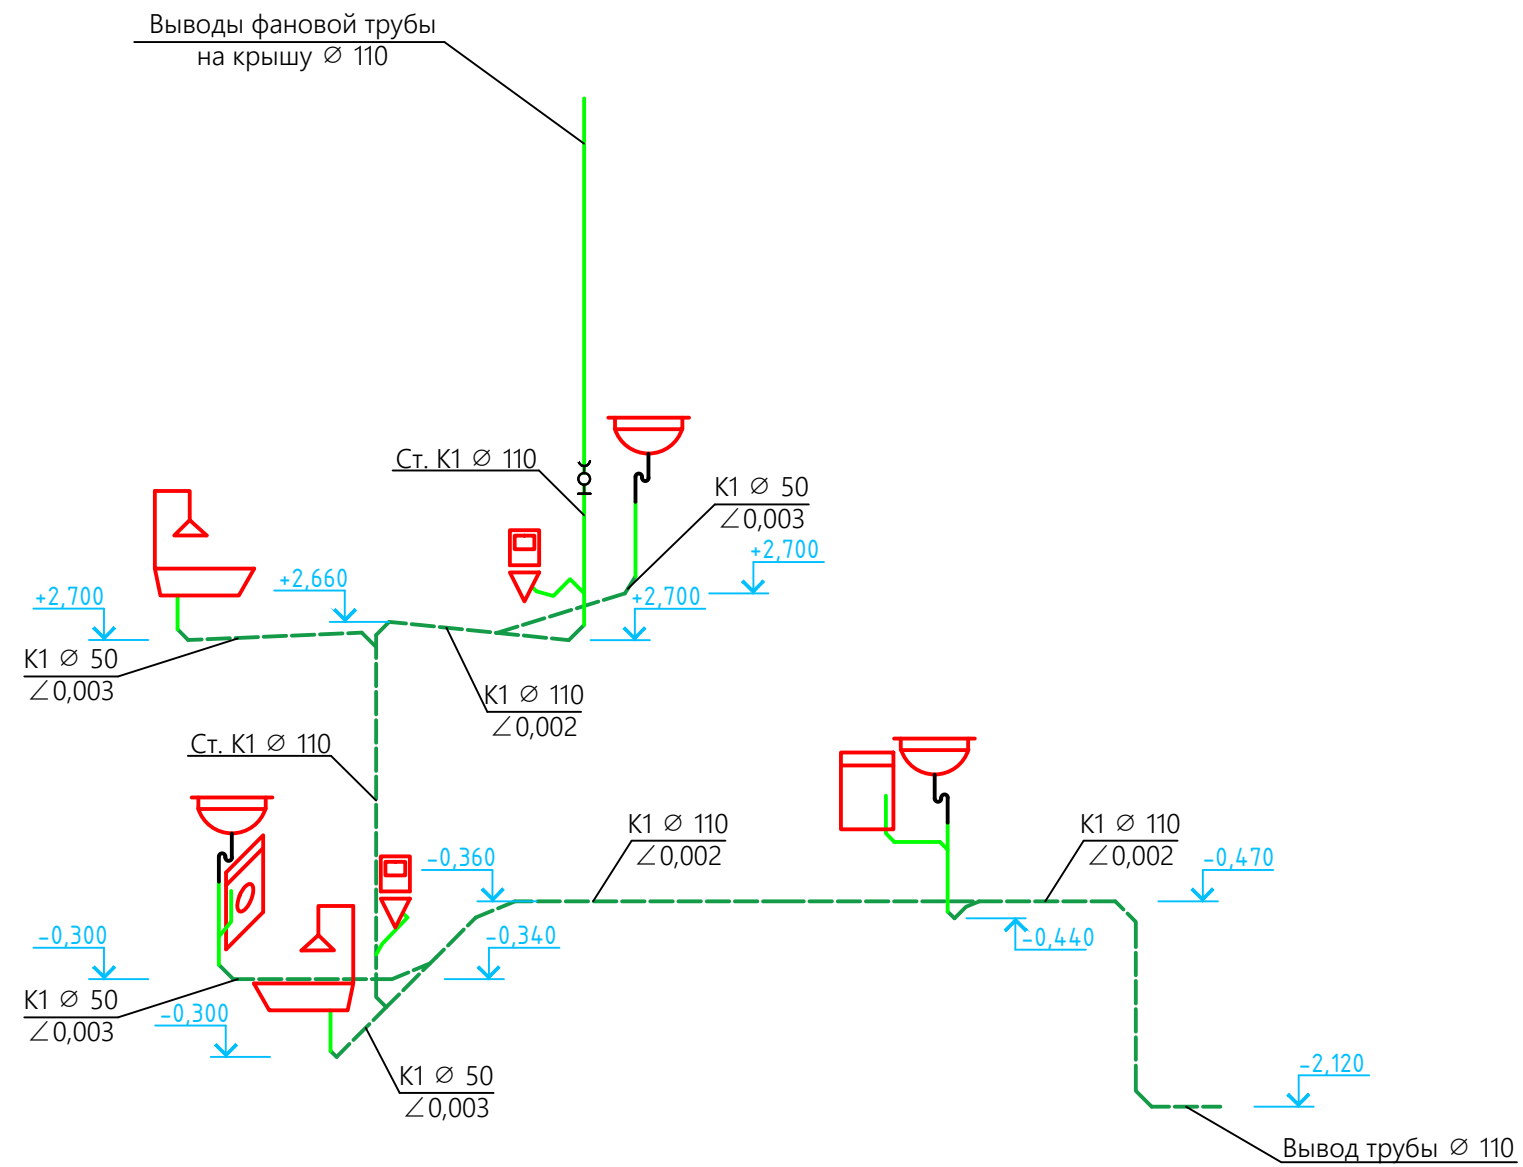 Выводы фановой трубы
на крышу ∅ 110
Ст. К1 ∅ 110
К1 ∅ 50
∠0,003
+2,700
+2,660
+2,700
+2,700
К1 ∅ 50
∠0,003
К1 ∅ 110
∠0,002
Ст. К1 ∅ 110
К1 ∅ 110
∠0,002
К1 ∅ 110
∠0,002
-0,360
-0,470
-0,300
-0,340
-0,440
К1 ∅ 50
∠0,003
-0,300
К1 ∅ 50
∠0,003
-2,120
Вывод трубы ∅ 110